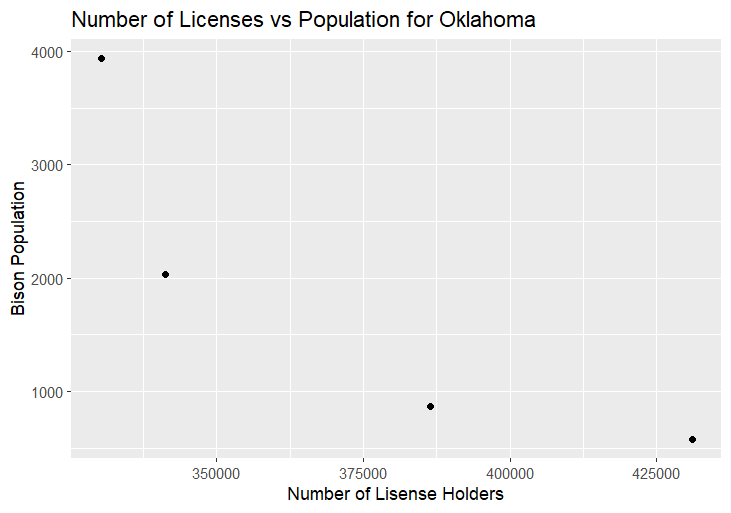 Number of Licenses vs Population for Oklahoma
4000
3000
2000
1000
Bison Population
350000
375000
400000
425000
Number of Lisense Holders